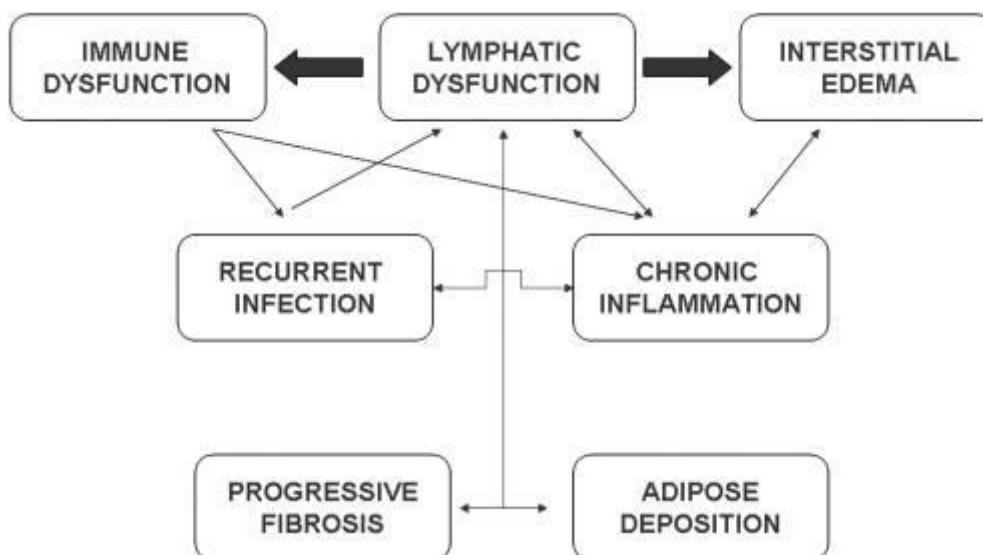 IMMUNE
DYSFUNCTION
LYMPHATIC
DYSFUNCTION
INTERSTITIAL
EDEMA
RECURRENT
INFECTION
CHRONIC
INFLAMMATION
PROGRESSIVE
FIBROSIS
ADIPOSE
DEPOSITION